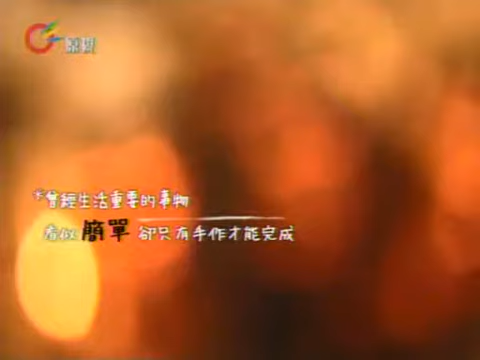 曾經生活重要的事物
看似簡單 卻只有手作才能完成